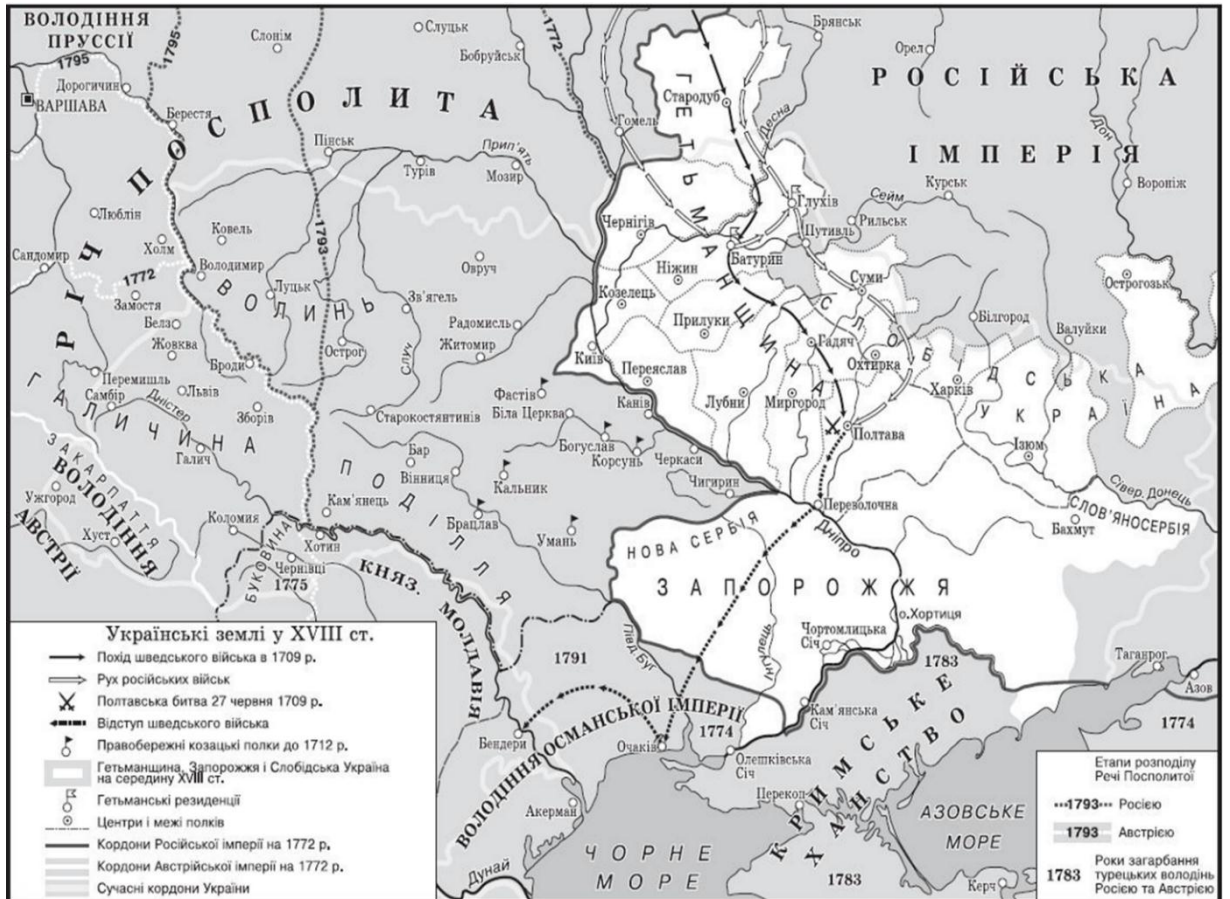 ВОЛОДІННЯ
ПРУССІЇ
1795
1795
Дорогичин
ВАРШАВА
Слонім
Слуцьк
Бобруйськ
1772
Брянськ
Орел
РОСІЙСЬКА
ІМПЕРІЯ
Дон
Вороніж
РІЧ ПОСПОЛИТА
Берестя
Пінськ
Прип'ять
Турів
Мозир
Гомель
Стародуб
Десна
ГЕТЬМАНЩИНА
Люблін
Холм
Ковель
1793
Сандомир
1772
Замостя
Володимир
ВОЛИНЬ
Луцьк
Овруч
Зв'ягель
Чернігів
Глухів
Сейм
Курськ
Рильськ
Путивль
Батурин
Ніжин
Козелець
Суми
Острогозьк
Белз
Жовква
Острог
Случ
Радомисль
Житомир
Прилуки
Гадяч
Білгород
Валуйки
Броди
Київ
Переяслав
Охтирка
Харків
СЛОБІДСЬКА
УКРАЇНА
Перемишль
Самбір
Львів
Зборів
Дністер
ГАЛИЧИНА
Галич
Старокостянтинів
Фастів
Біла Церква
Канів
Лубни
Миргород
Полтава
Богуслав
Корсунь
Черкаси
Ізюм
Бар
Вінниця
Кальник
Чигирин
Сівер. Донець
ЗАКАРПАТТЯ
ВОЛОДІННЯ
АВСТРІЇ
Ужгород
Хуст
Коломия
Кам'янець
ПОДІЛЛЯ
Брацлав
Умань
Переволочна
Дніпро
СЛОВ'ЯНОСЕРБІЯ
Бахмут
БУКОВИНА
Чернівці
1775
Хотин
КНЯЗ. МОЛДАВІЯ
НОВА СЕРБІЯ
ЗАПОРОЖЖЯ
о.Хортиця
Чортомлицька
Січ
Інгулець
Півд.Буг
1791
1783
Таганрог
Азов
1774
Кам'янська
Січ
ВОЛОДІННЯ ОСМАНСЬКОЇ ІМПЕРІЇ
1774
Бендери
Очаків
Олешківська
Січ
Перекоп
КРИМСЬКЕ
ХАНСТВО
АЗОВСЬКЕ
МОРЕ
Акерман
Дунай
ЧОРНЕ
МОРЕ
1783
Керч
Українські землі у XVIII ст.
Похід шведського війська в 1709 р.
Рух російських військ
Полтавська битва 27 червня 1709 р.
Відступ шведського війська
Правобережні козацькі полки до 1712 р.
Гетьманщина, Запорожжя і Слобідська Україна
на середину XVIII ст.
Гетьманські резиденції
Центри і межі полків
Кордони Російської імперії на 1772 р.
Кордони Австрійської імперії на 1772 р.
Сучасні кордони України
Етапи розподілу
Речі Посполитої
1793 Росією
1793 Австрією
1783 Роки загарбання
турецьких володінь
Росією та Австрією